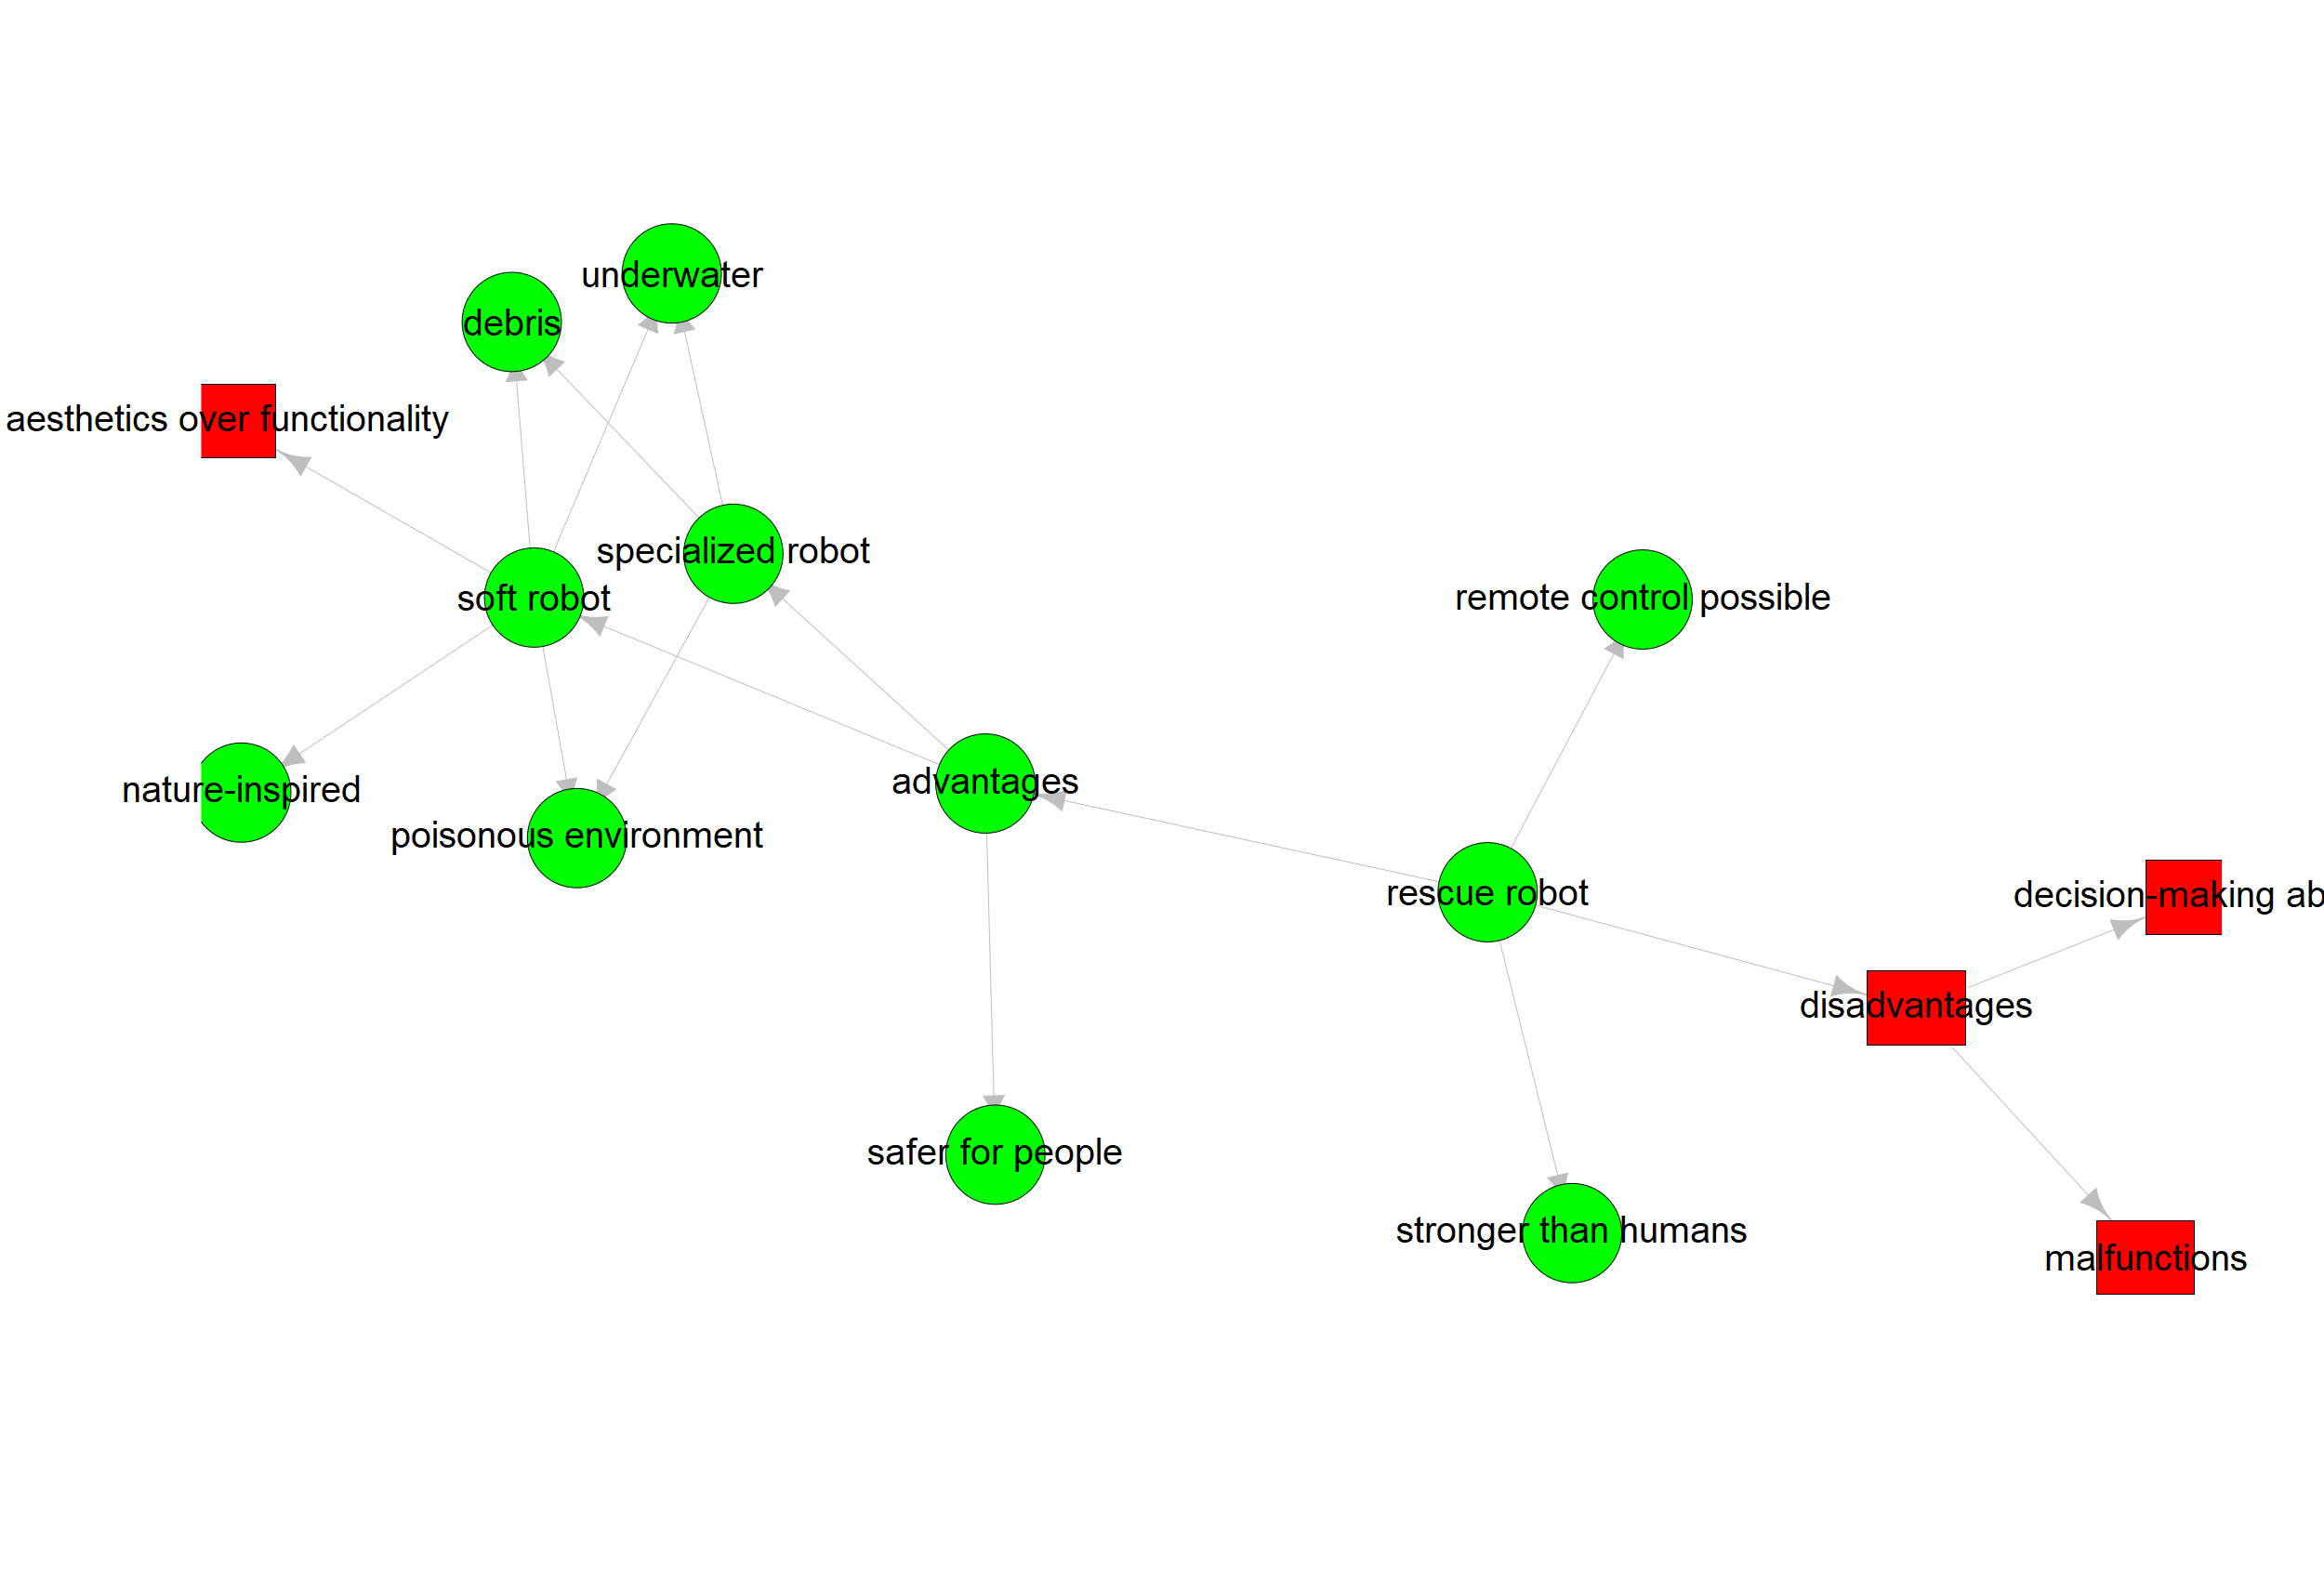 underwater
debris
aesthetics over functionality
specialized robot
soft robot
remote control possible
advantages
nature-inspired
poisonous environment
rescue robot
decision-making ab
disadvantages
safer for people
stronger than humans
malfunctions